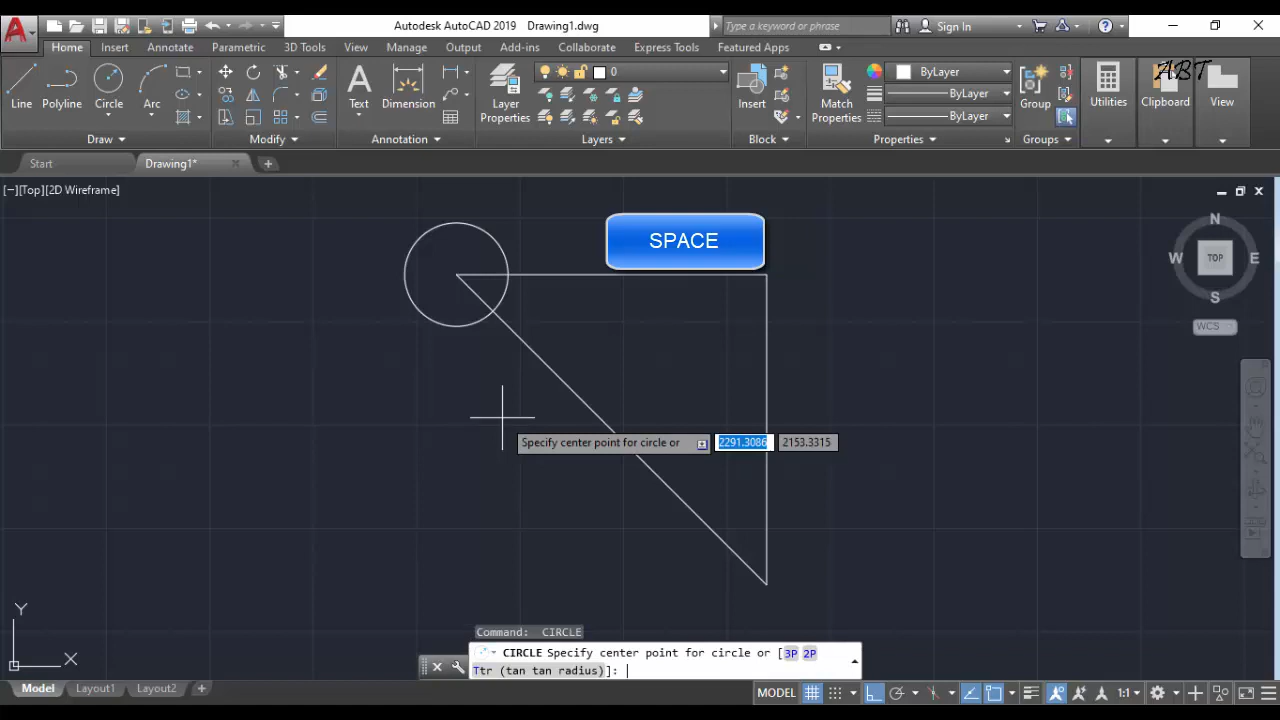 Autodesk AutoCAD 2019 Drawing1.dwg
Type a keyword or phrase
Sign In
Home Insert Annotate Parametric 3D Tools View Manage Output Add-ins Collaborate Express Tools Featured Apps
Line Polyline Circle Arc
Text Dimension
Layer Properties
0
Insert
Match Properties
ByLayer
ByLayer
ByLayer
Group
Utilities
Clipboard
View
ABT
Draw Modify Annotation Layers Block Properties Groups
Start Drawing1*
[−][Top][2D Wireframe]
SPACE
N
W TOP E
S
WCS
Specify center point for circle or 2291.3086 2153.3315
Y
X
Command: CIRCLE
CIRCLE Specify center point for circle or [3P 2P
Ttr (tan tan radius)]:
Model Layout1 Layout2
MODEL 1:1